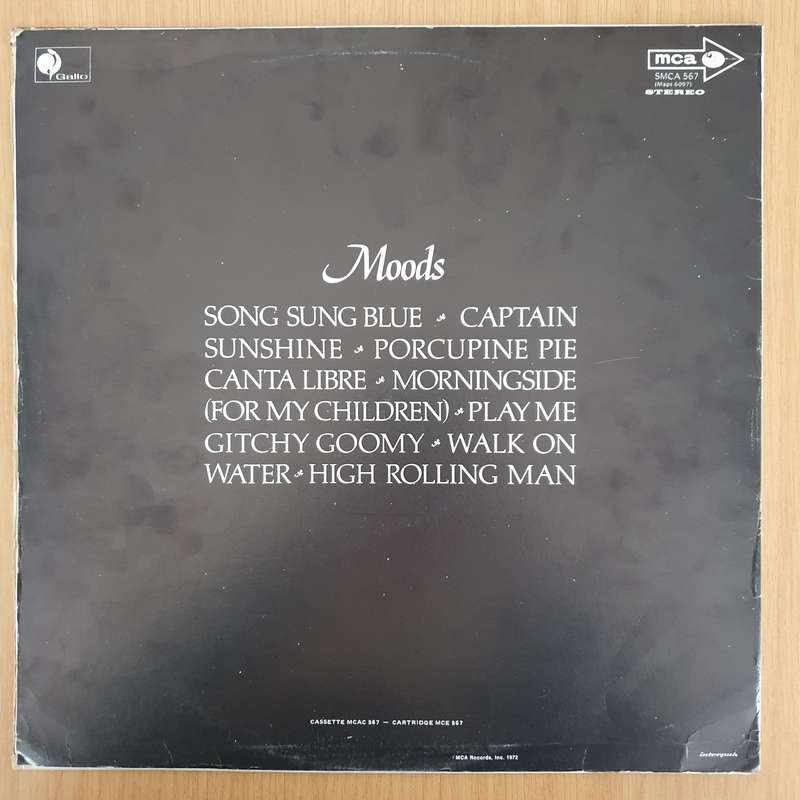 Gallo
mca
SMCA 567
(Maps 6097)
STEREO
Moods
SONG SUNG BLUE CAPTAIN
SUNSHINE PORCUPINE PIE
CANTA LIBRE MORNINGSIDE
(FOR MY CHILDREN) PLAY ME
GITCHY GOOMY WALK ON
WATER HIGH ROLLING MAN
CASSETTE MCAC 567 — CARTRIDGE MCE 567
MCA Records, Inc. 1972
interpak